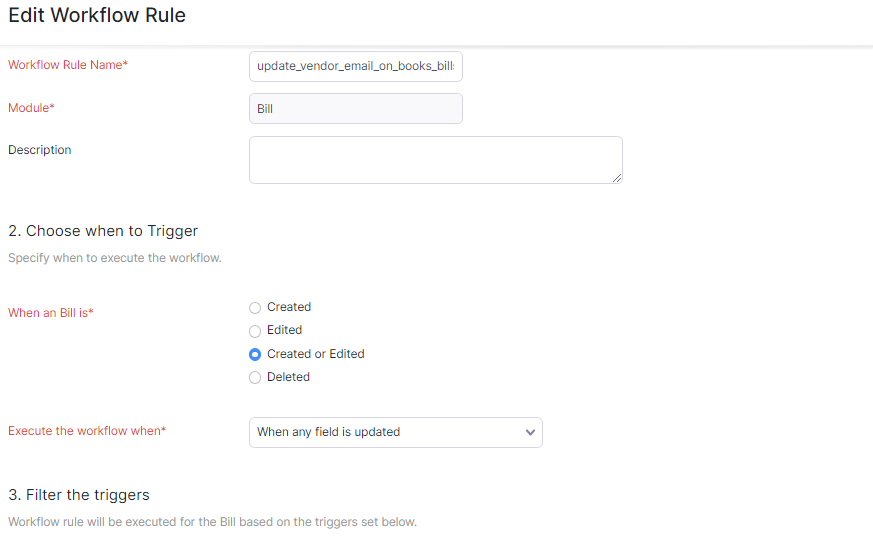 Edit Workflow Rule
Workflow Rule Name*
update_vendor_email_on_books_bill
Module*
Bill
Description
2. Choose when to Trigger
Specify when to execute the workflow.
When an Bill is*
Created
Edited
Created or Edited
Deleted
Execute the workflow when*
When any field is updated
3. Filter the triggers
Workflow rule will be executed for the Bill based on the triggers set below.